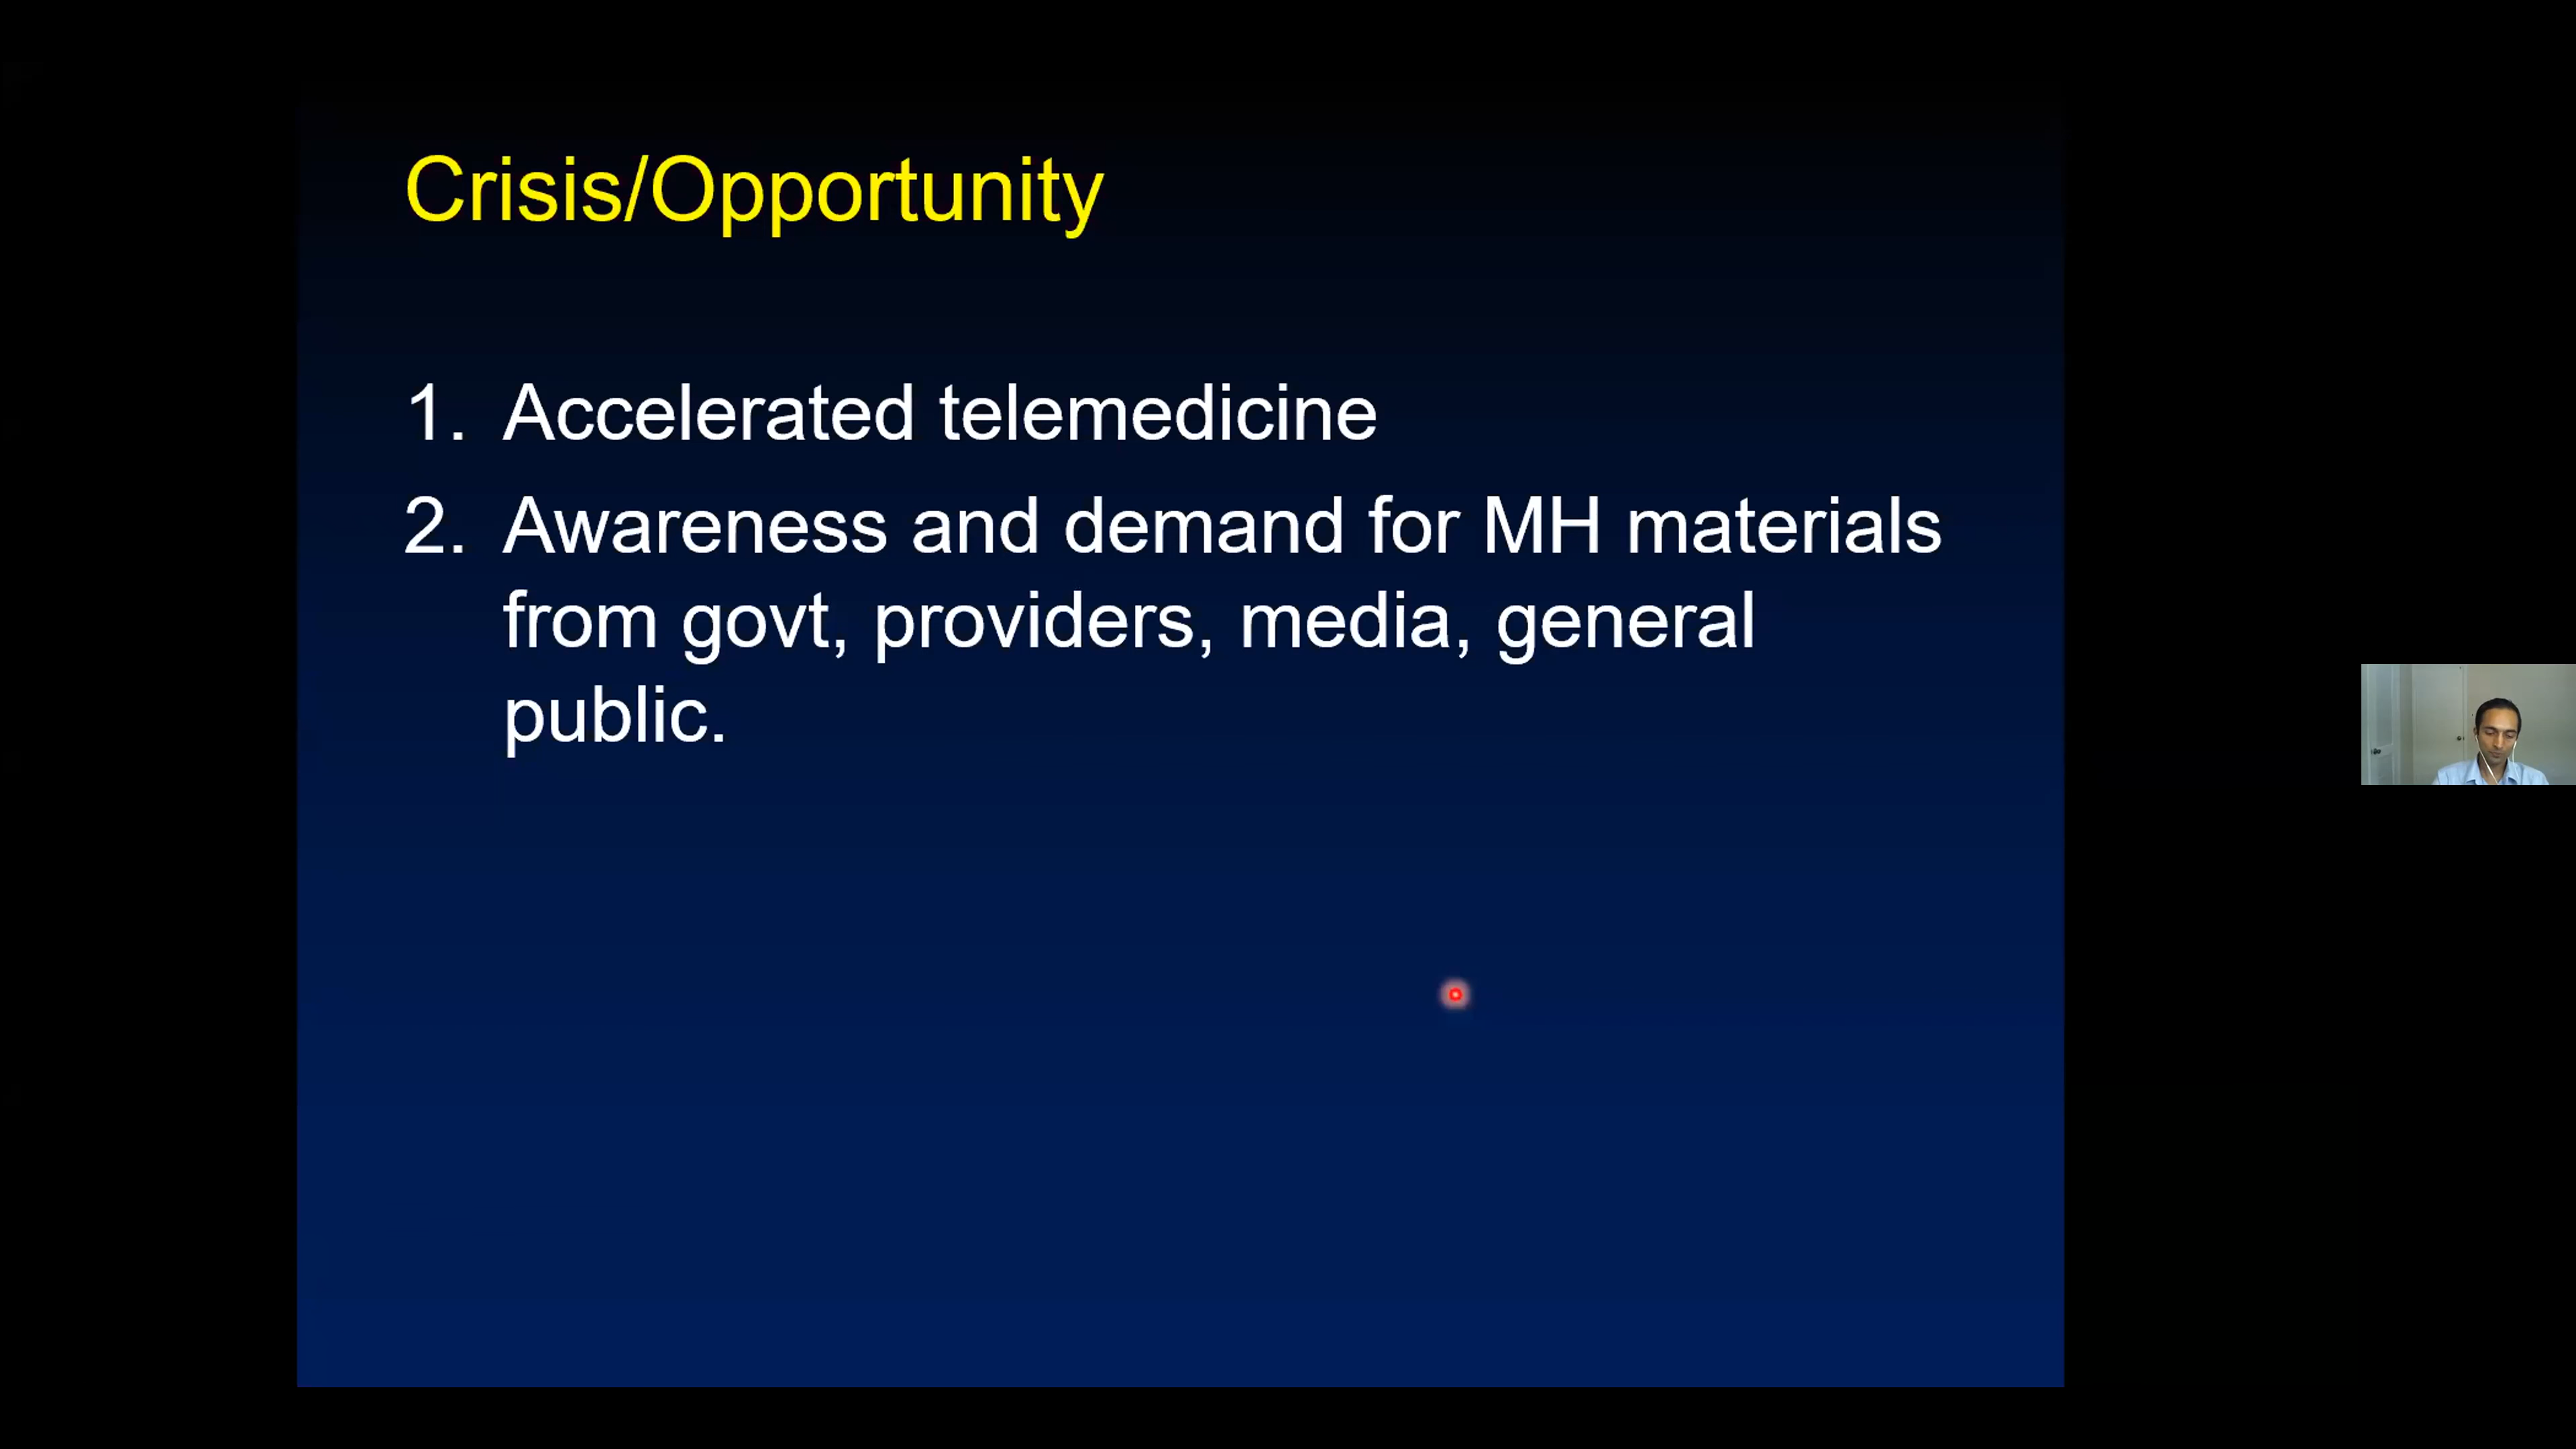 Crisis/Opportunity
1. Accelerated telemedicine
2. Awareness and demand for MH materials
from govt, providers, media, general
public.